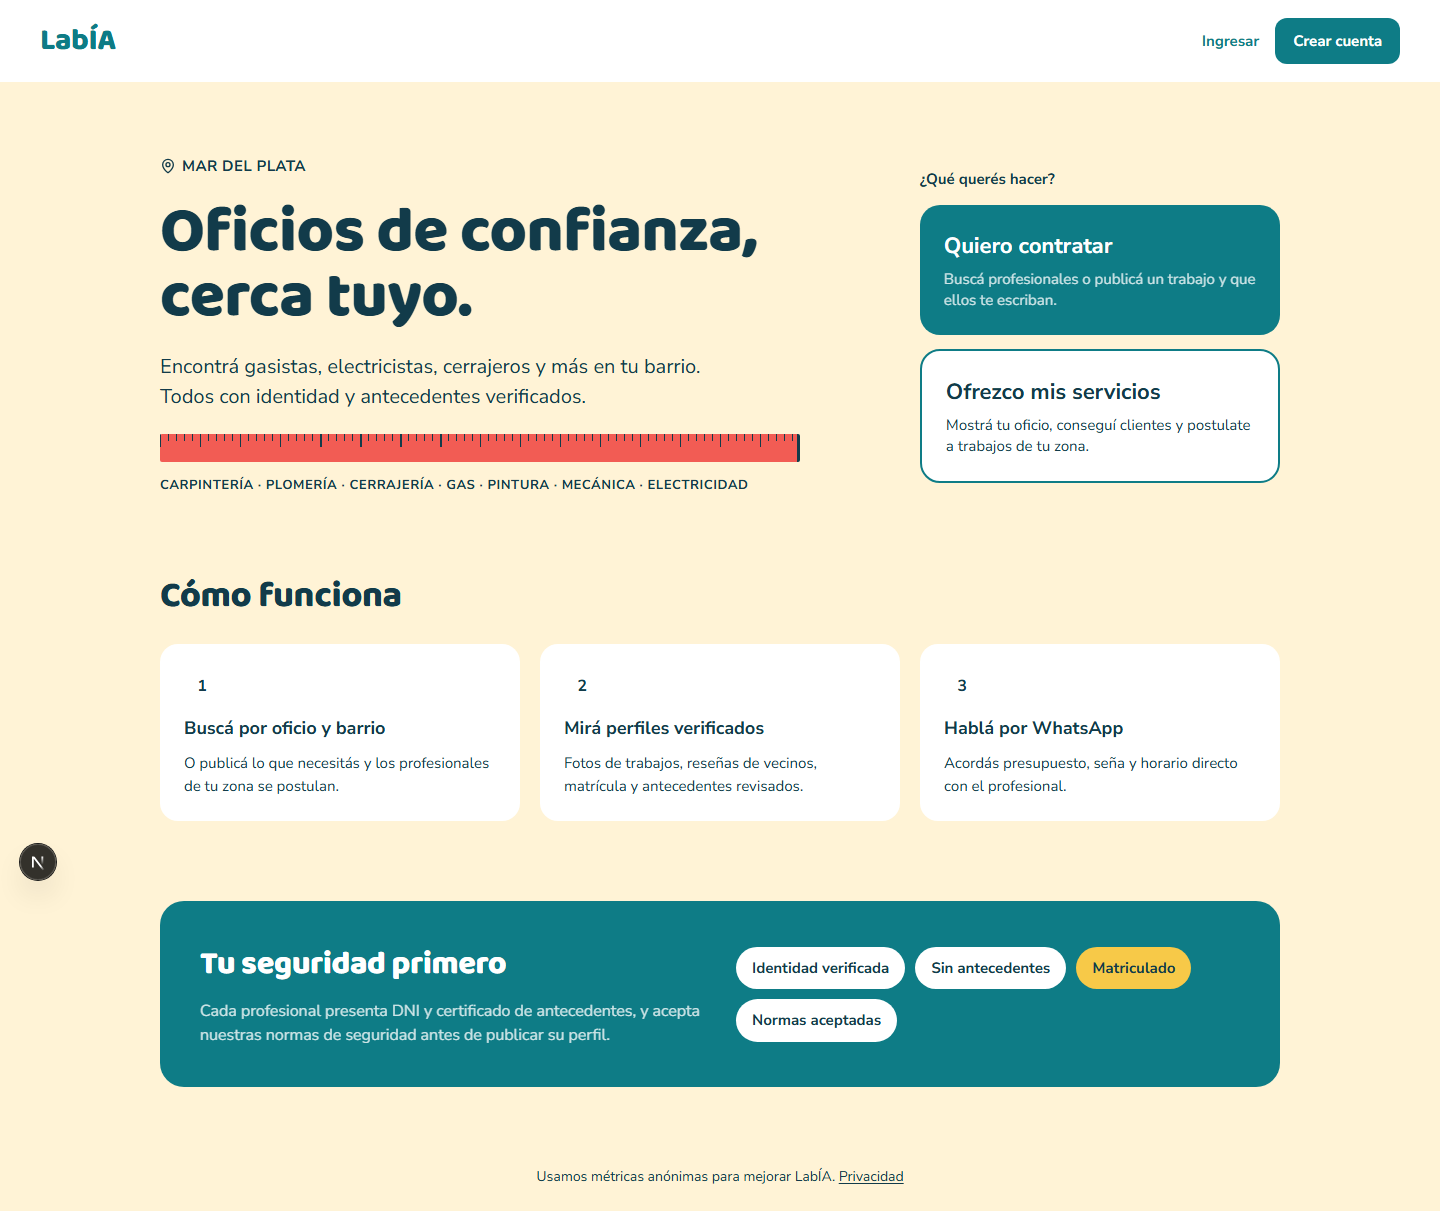 LabÍA
Ingresar
Crear cuenta
MAR DEL PLATA
Oficios de confianza,
cerca tuyo.
Encontrá gasistas, electricistas, cerrajeros y más en tu barrio.
Todos con identidad y antecedentes verificados.
CARPINTERÍA · PLOMERÍA · CERRAJERÍA · GAS · PINTURA · MECÁNICA · ELECTRICIDAD
¿Qué querés hacer?
Quiero contratar
Buscá profesionales o publicá un trabajo y que
ellos te escriban.
Ofrezco mis servicios
Mostrá tu oficio, conseguí clientes y postulate
a trabajos de tu zona.
Cómo funciona
1
Buscá por oficio y barrio
O publicá lo que necesitás y los profesionales
de tu zona se postulan.
2
Mirá perfiles verificados
Fotos de trabajos, reseñas de vecinos,
matrícula y antecedentes revisados.
3
Hablá por WhatsApp
Acordás presupuesto, seña y horario directo
con el profesional.
N
Tu seguridad primero
Cada profesional presenta DNI y certificado de antecedentes, y acepta
nuestras normas de seguridad antes de publicar su perfil.
Identidad verificada
Sin antecedentes
Matriculado
Normas aceptadas
Usamos métricas anónimas para mejorar LabÍA. Privacidad